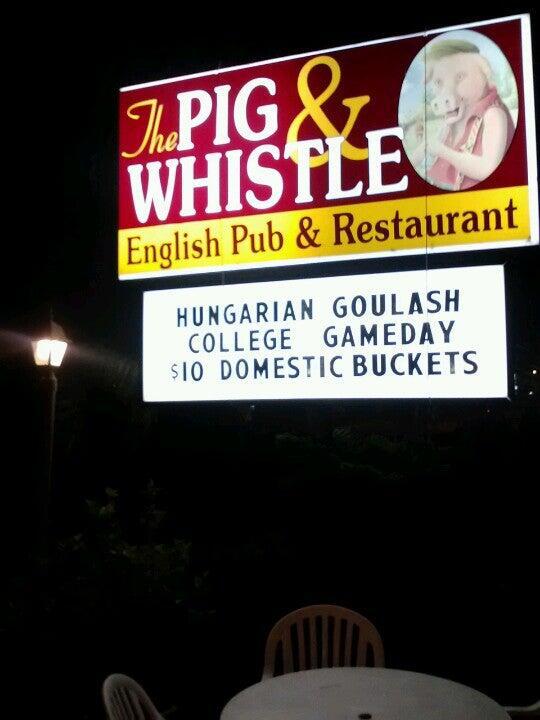 The PIG &
WHISTLE
English Pub & Restaurant
HUNGARIAN GOULASH
COLLEGE GAMEDAY
$10 DOMESTIC BUCKETS